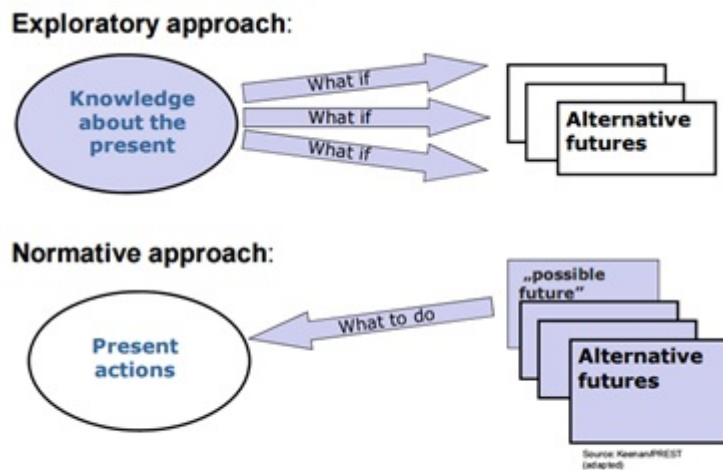 Exploratory approach:
Knowledge
about the
present
What if
What if
What if
Alternative
futures
Normative approach:
Present
actions
What to do
„possible
future”
Alternative
futures
Source: Keenan/PREST
(adapted)